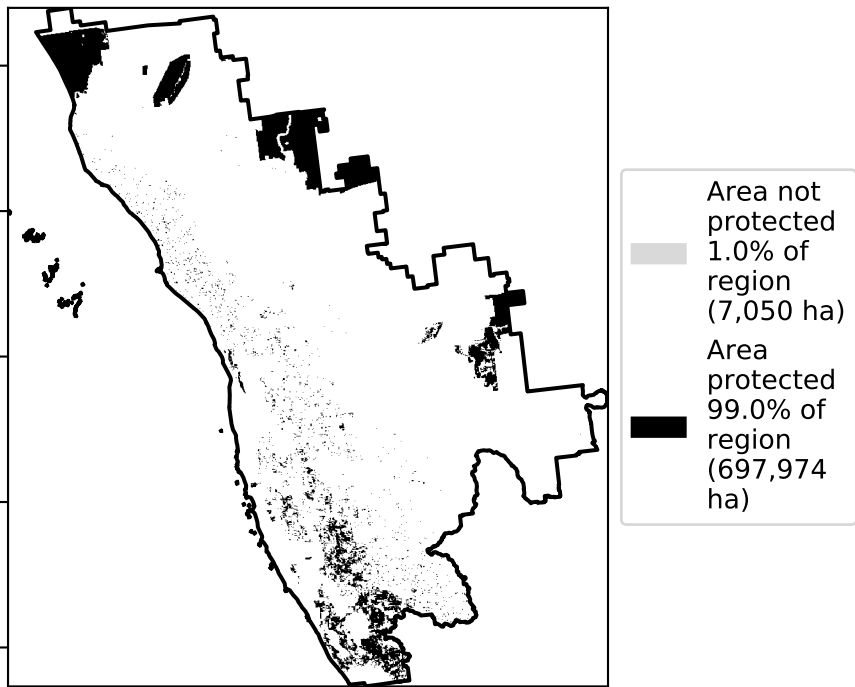 Area not
protected
1.0% of
region
(7,050 ha)
Area
protected
99.0% of
region
(697,974
ha)